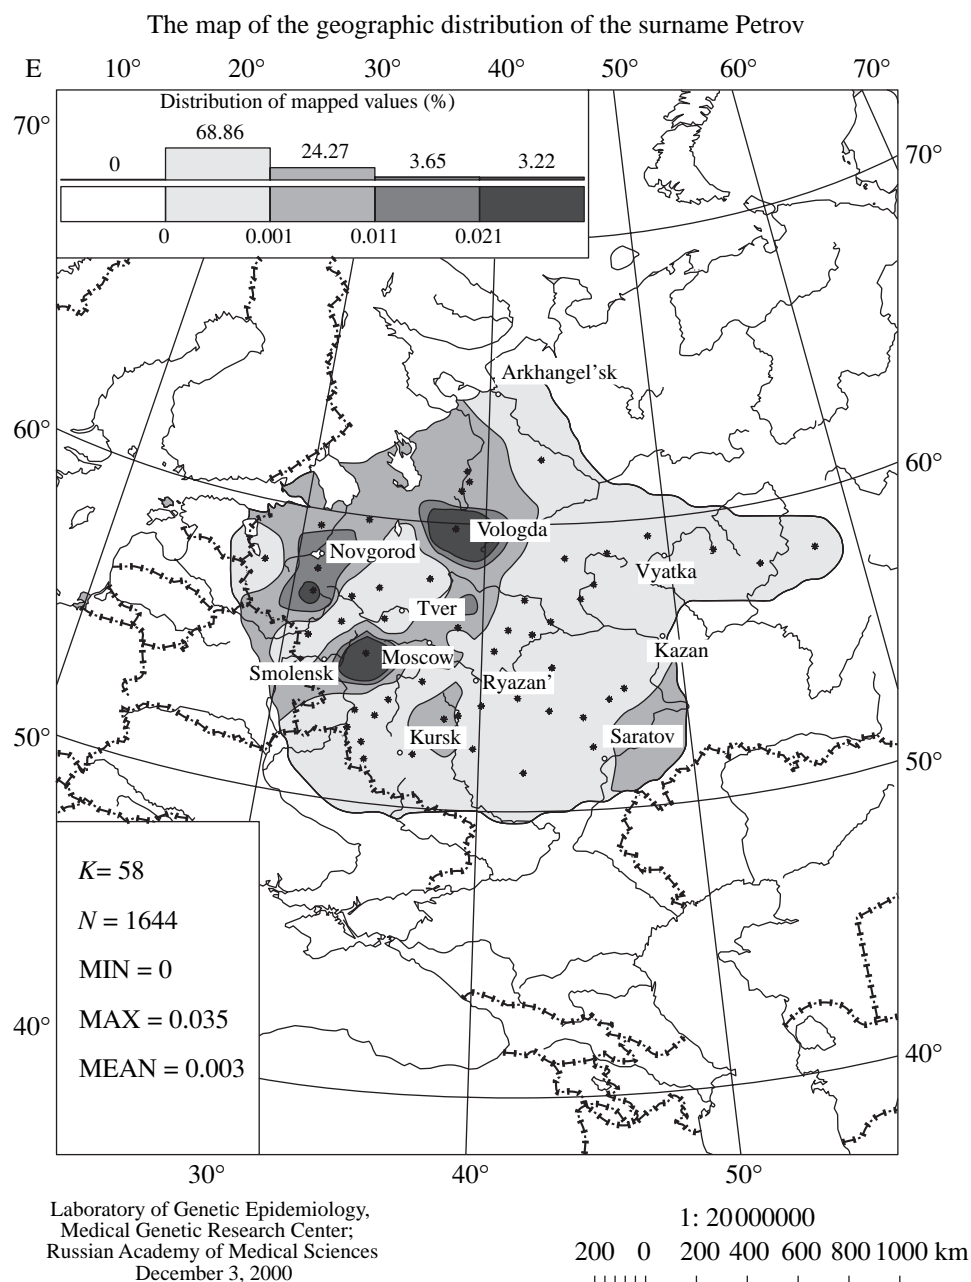 The map of the geographic distribution of the surname Petrov
E 10° 20° 30° 40° 50° 60° 70°
Distribution of mapped values (%)
0 68.86 24.27 3.65 3.22
0 0.001 0.011 0.021
70° 70°
Arkhangel'sk
60° 60°
Vologda
Novgorod
Vyatka
Tver
Kazan
Moscow
Smolensk
Ryazan'
Kursk
Saratov
50° 50°
K= 58
N = 1644
MIN = 0
MAX = 0.035
MEAN = 0.003
40° 40°
30° 40° 50°
Laboratory of Genetic Epidemiology,
Medical Genetic Research Center;
Russian Academy of Medical Sciences
December 3, 2000
1: 20000000
200 0 200 400 600 800 1000 km